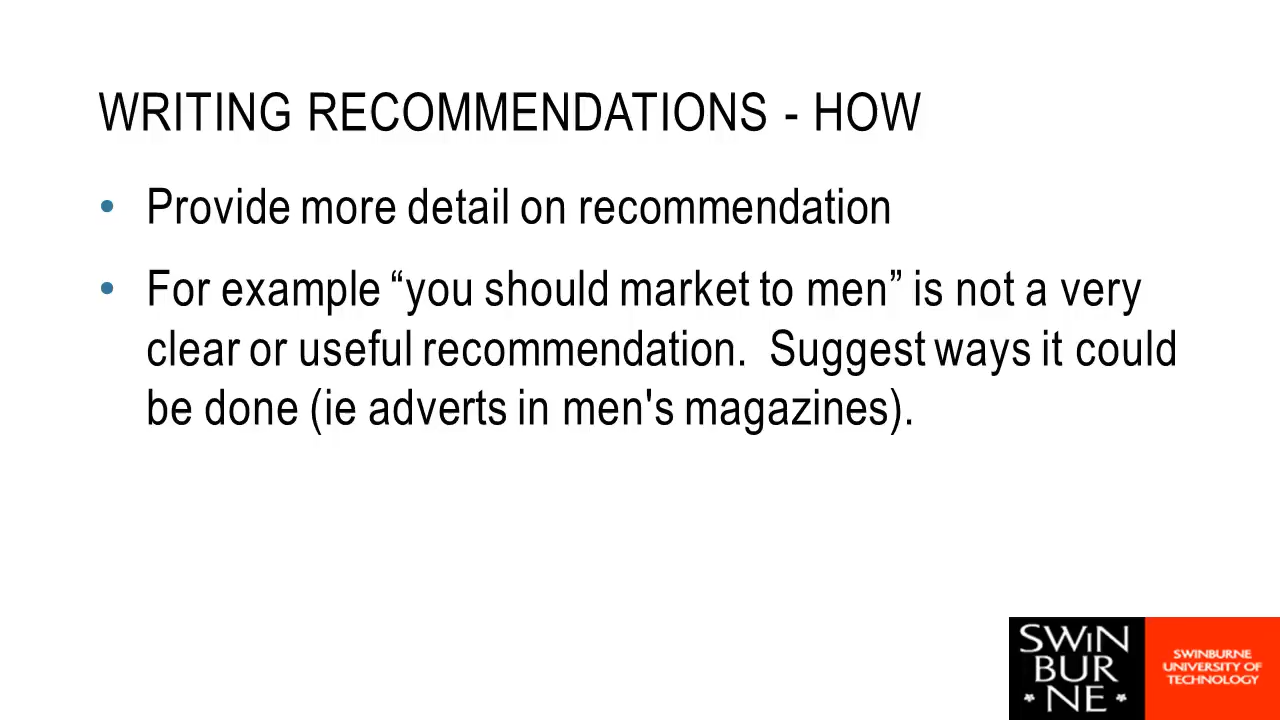 WRITING RECOMMENDATIONS - HOW
• Provide more detail on recommendation
• For example “you should market to men” is not a very
clear or useful recommendation.  Suggest ways it could
be done (ie adverts in men's magazines).
SWiN
BUR
NE
SWINBURNE
UNIVERSITY OF
TECHNOLOGY